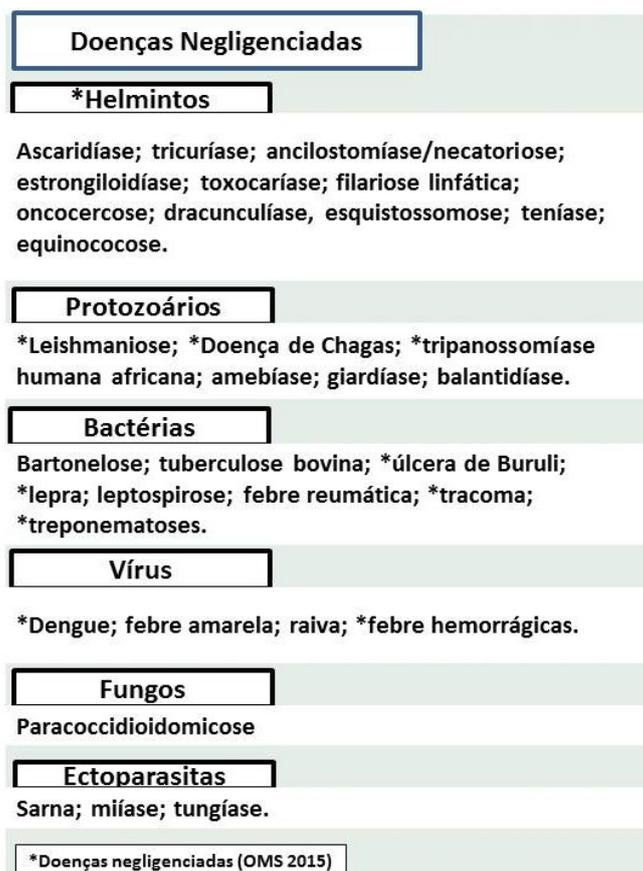 Doenças Negligenciadas
*Helmintos
Ascaridíase; tricuríase; ancilostomíase/necatoriose;
estrongiloidíase; toxocaríase; filariose linfática;
oncocercose; dracunculíase, esquistossomose; teníase;
equinococose.
Protozoários
*Leishmaniose; *Doença de Chagas; *tripanossomíase
humana africana; amebíase; giardíase; balantidíase.
Bactérias
Bartonelose; tuberculose bovina; *úlcera de Buruli;
*lepra; leptospirose; febre reumática; *tracoma;
*treponematoses.
Vírus
*Dengue; febre amarela; raiva; *febre hemorrágicas.
Fungos
Paracoccidioidomicose
Ectoparasitas
Sarna; miíase; tungíase.
*Doenças negligenciadas (OMS 2015)